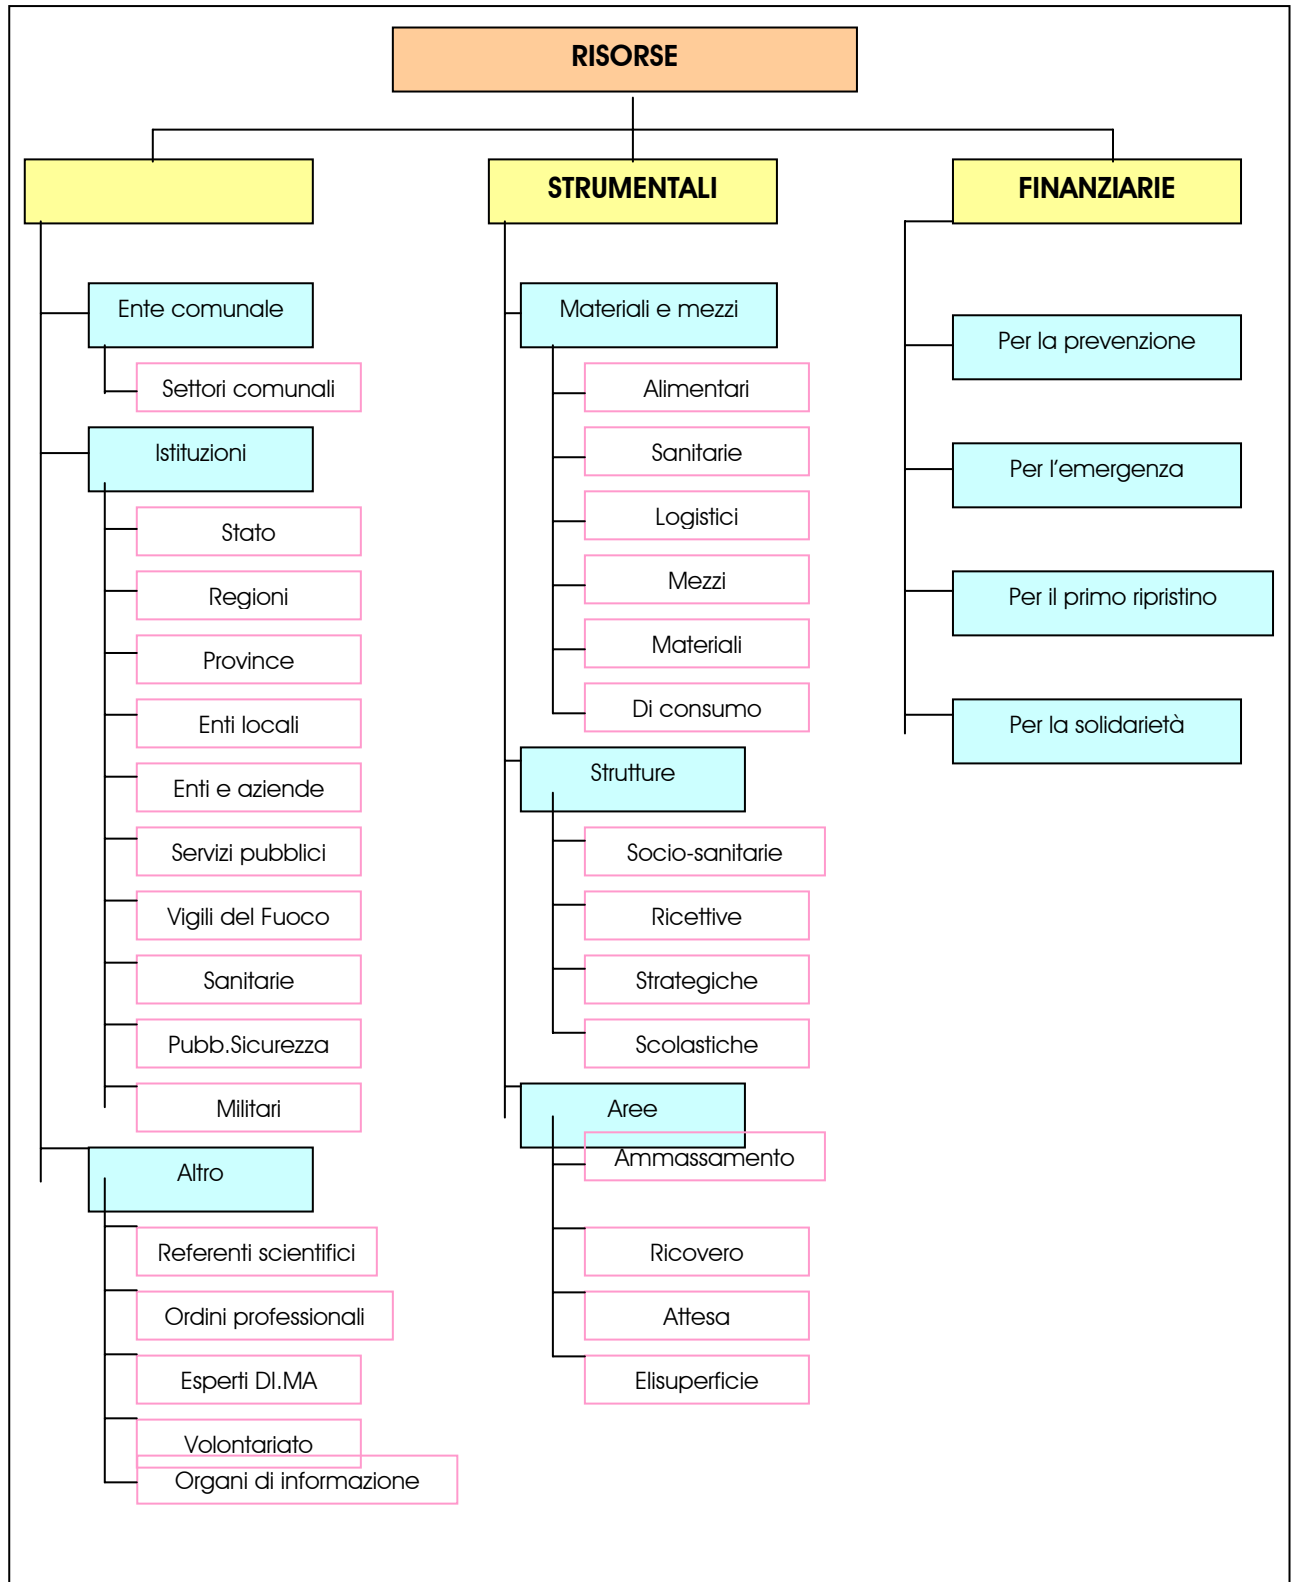 RISORSE
STRUMENTALI
FINANZIARIE
Ente comunale
Settori comunali
Istituzioni
Stato
Regioni
Province
Enti locali
Enti e aziende
Servizi pubblici
Vigili del Fuoco
Sanitarie
Pubb.Sicurezza
Militari
Altro
Referenti scientifici
Ordini professionali
Esperti DI.MA
Volontariato
Organi di informazione
Materiali e mezzi
Alimentari
Sanitarie
Logistici
Mezzi
Materiali
Di consumo
Strutture
Socio-sanitarie
Ricettive
Strategiche
Scolastiche
Aree
Ammassamento
Ricovero
Attesa
Elisuperficie
Per la prevenzione
Per l’emergenza
Per il primo ripristino
Per la solidarietà